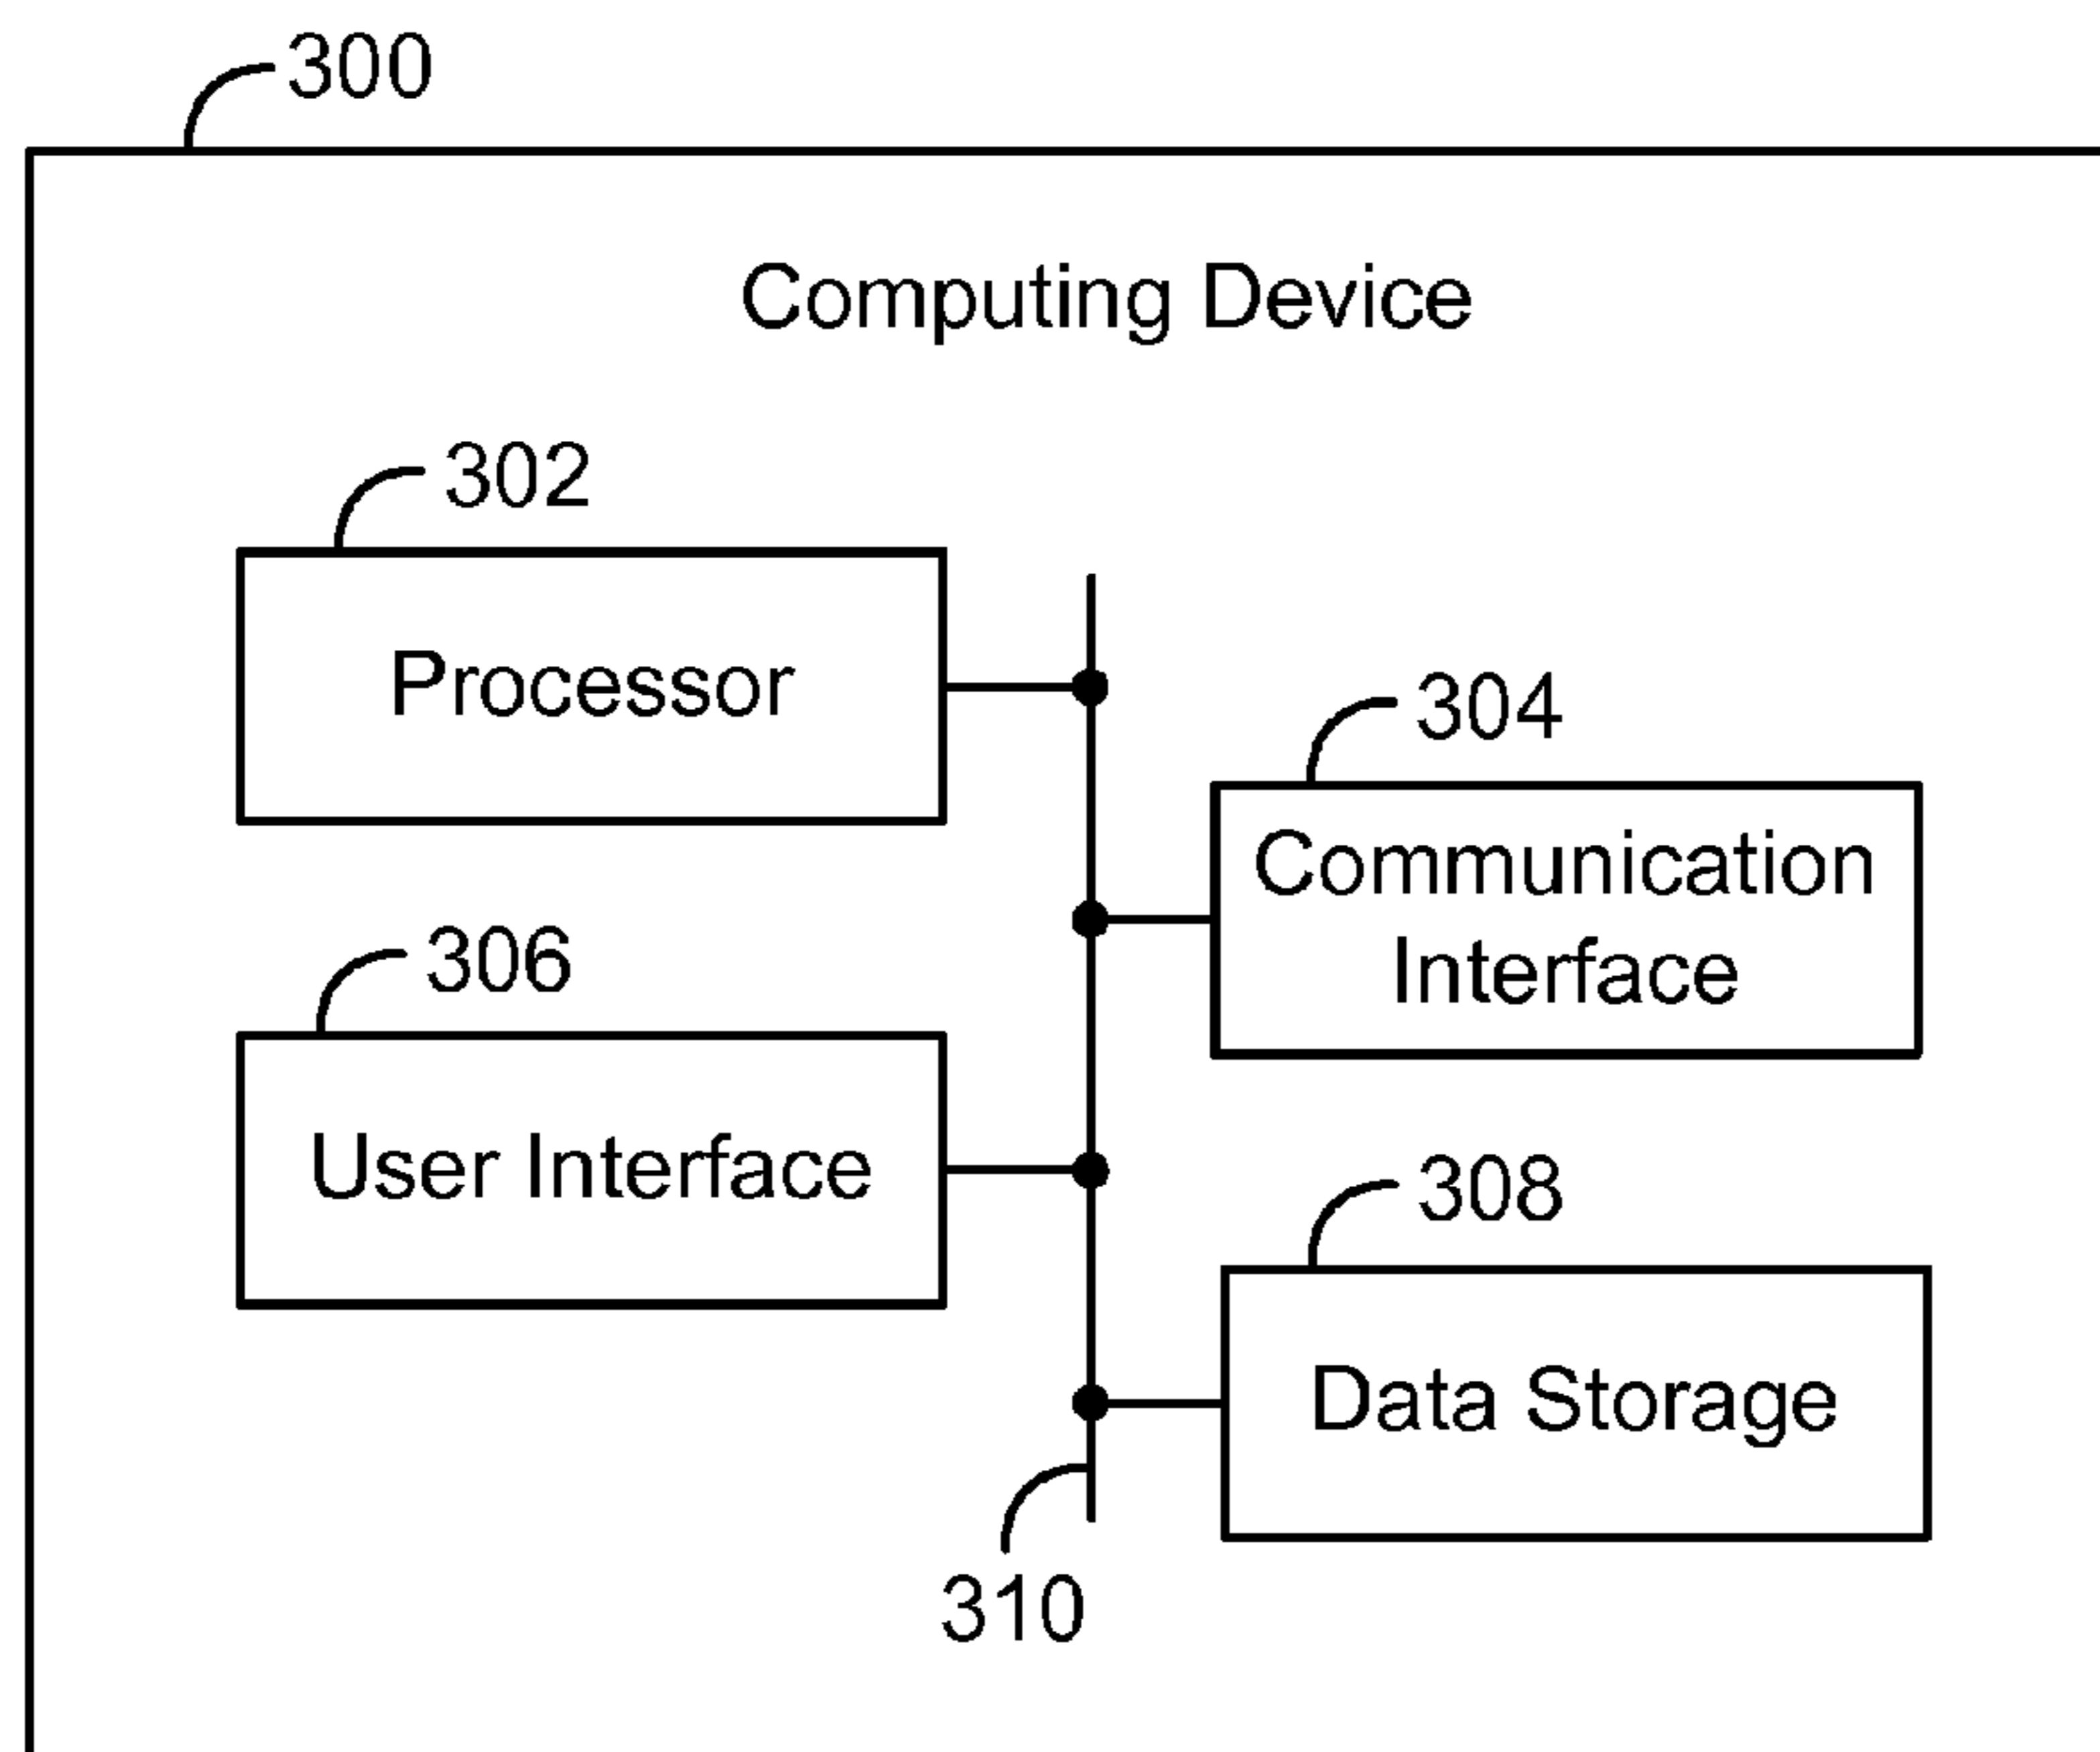 300
Computing Device
302
Processor
304
Communication
Interface
306
User Interface
308
Data Storage
310